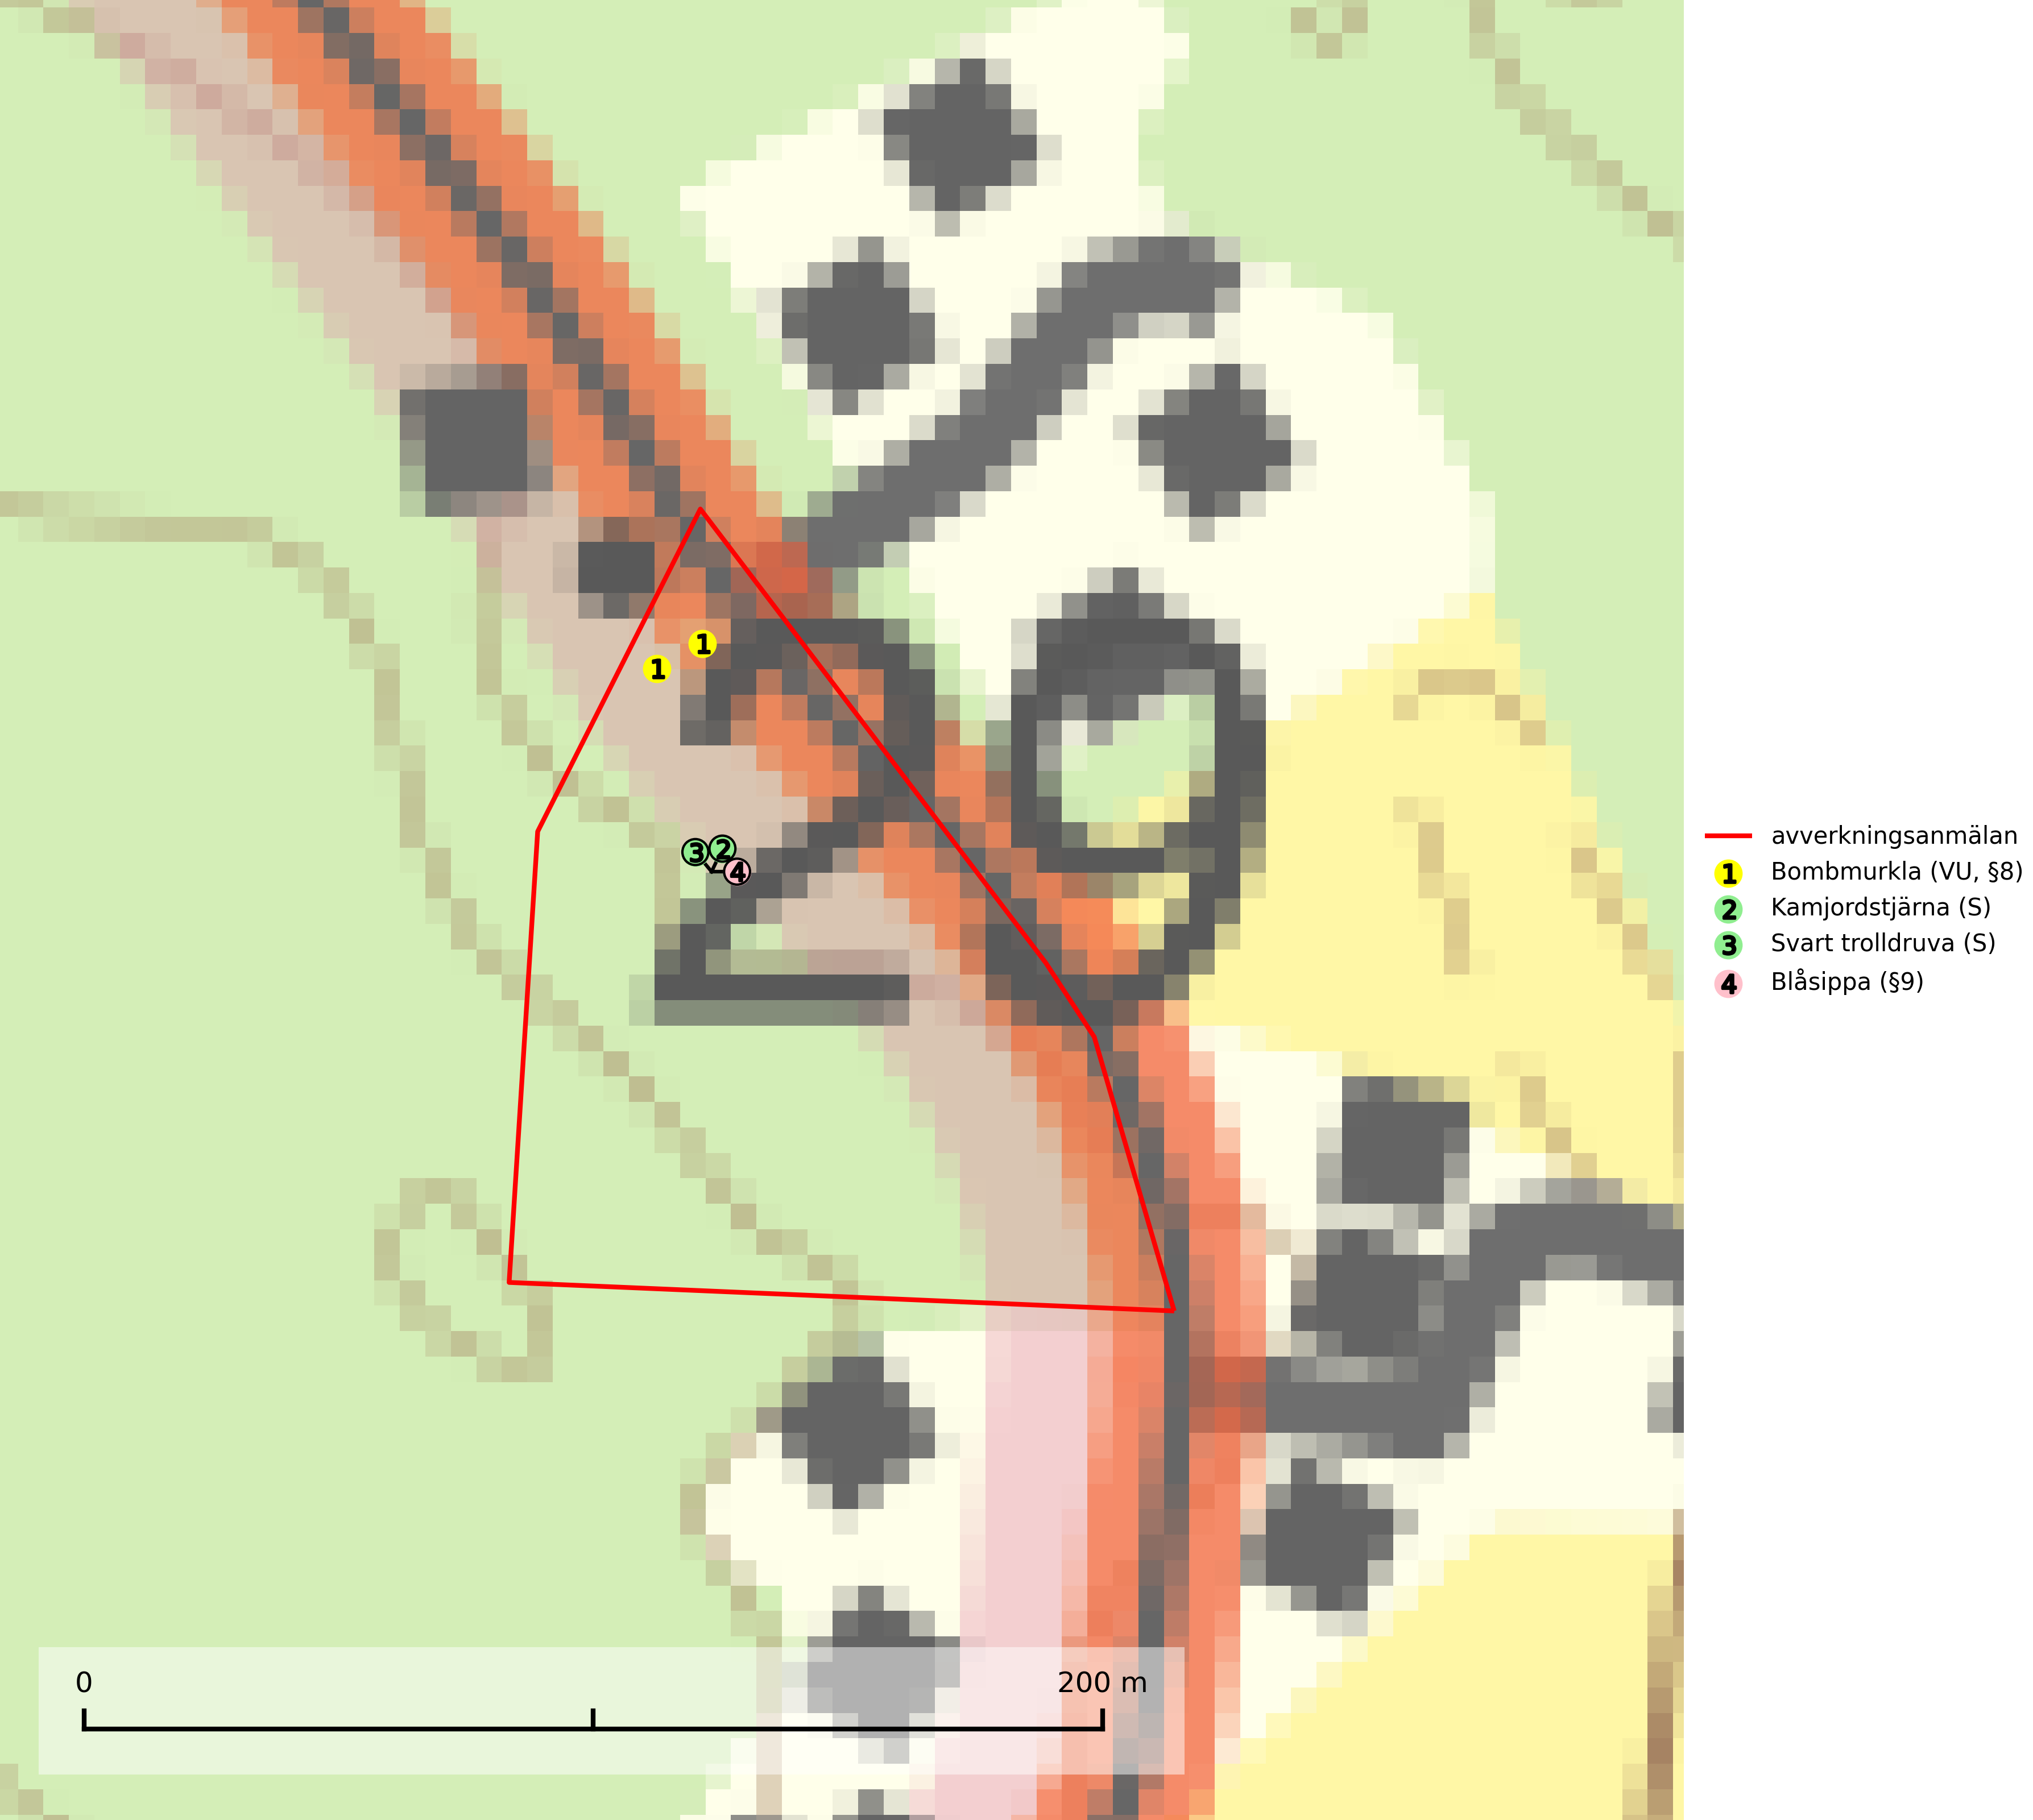 1
1
3 2
4
avverkningsanmälan
1 Bombmurkla (VU, §8)
2 Kamjordstjärna (S)
3 Svart trolldruva (S)
4 Blåsippa (§9)
0 200 m